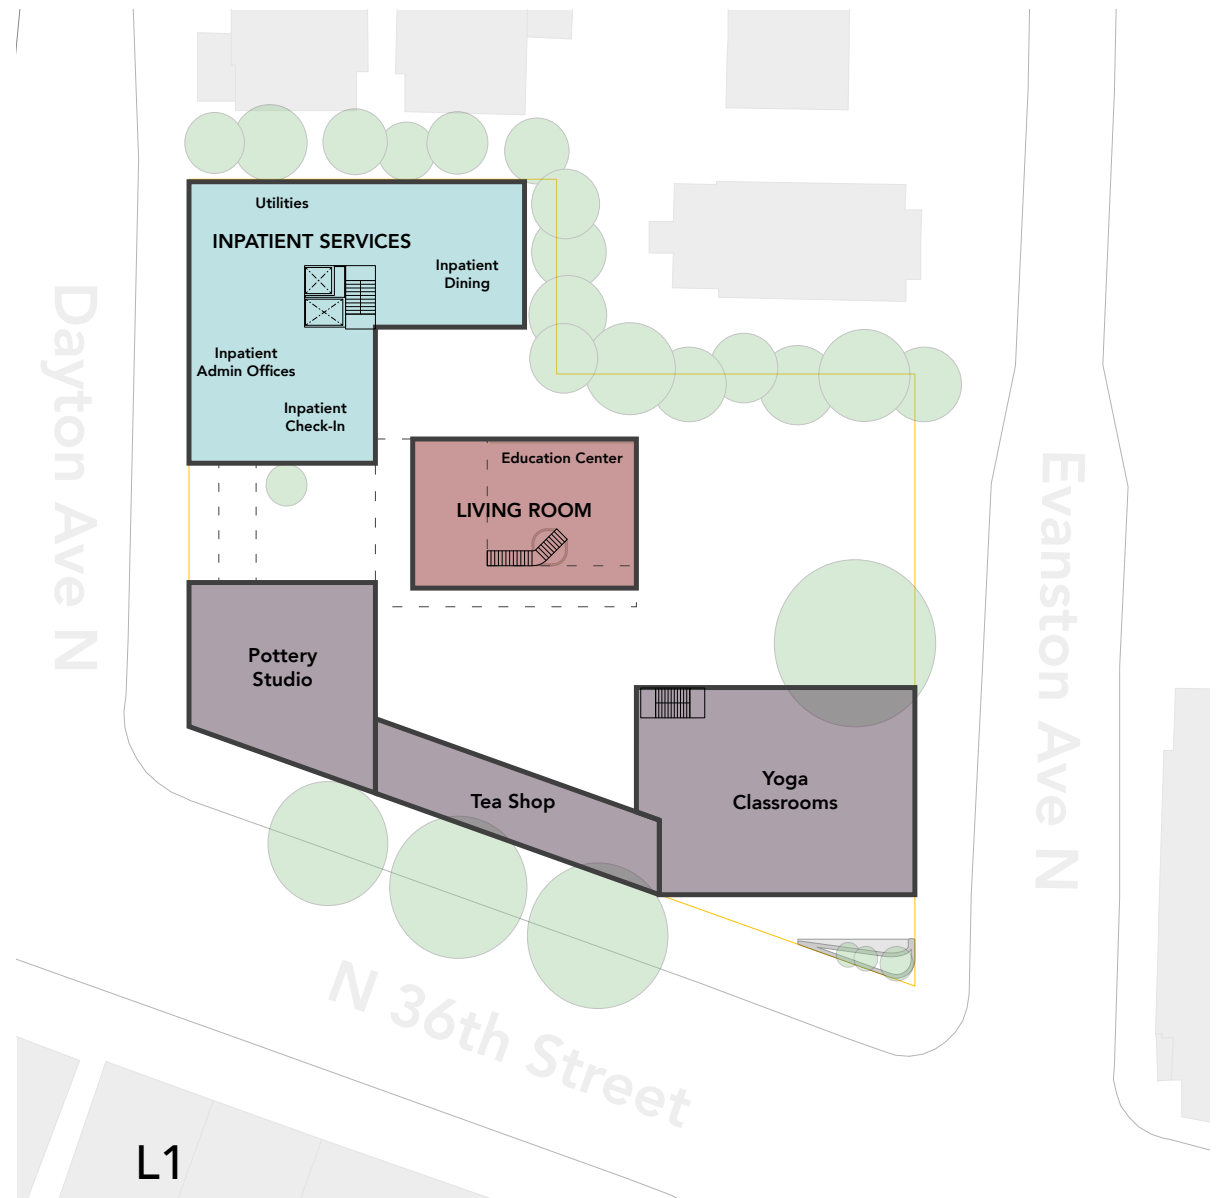 Utilities
INPATIENT SERVICES
Inpatient
Dining
Inpatient
Admin Offices
Inpatient
Check-In
Education Center
LIVING ROOM
Pottery
Studio
Tea Shop
Yoga
Classrooms
Dayton Ave N
Evanston Ave N
N 36th Street
L1